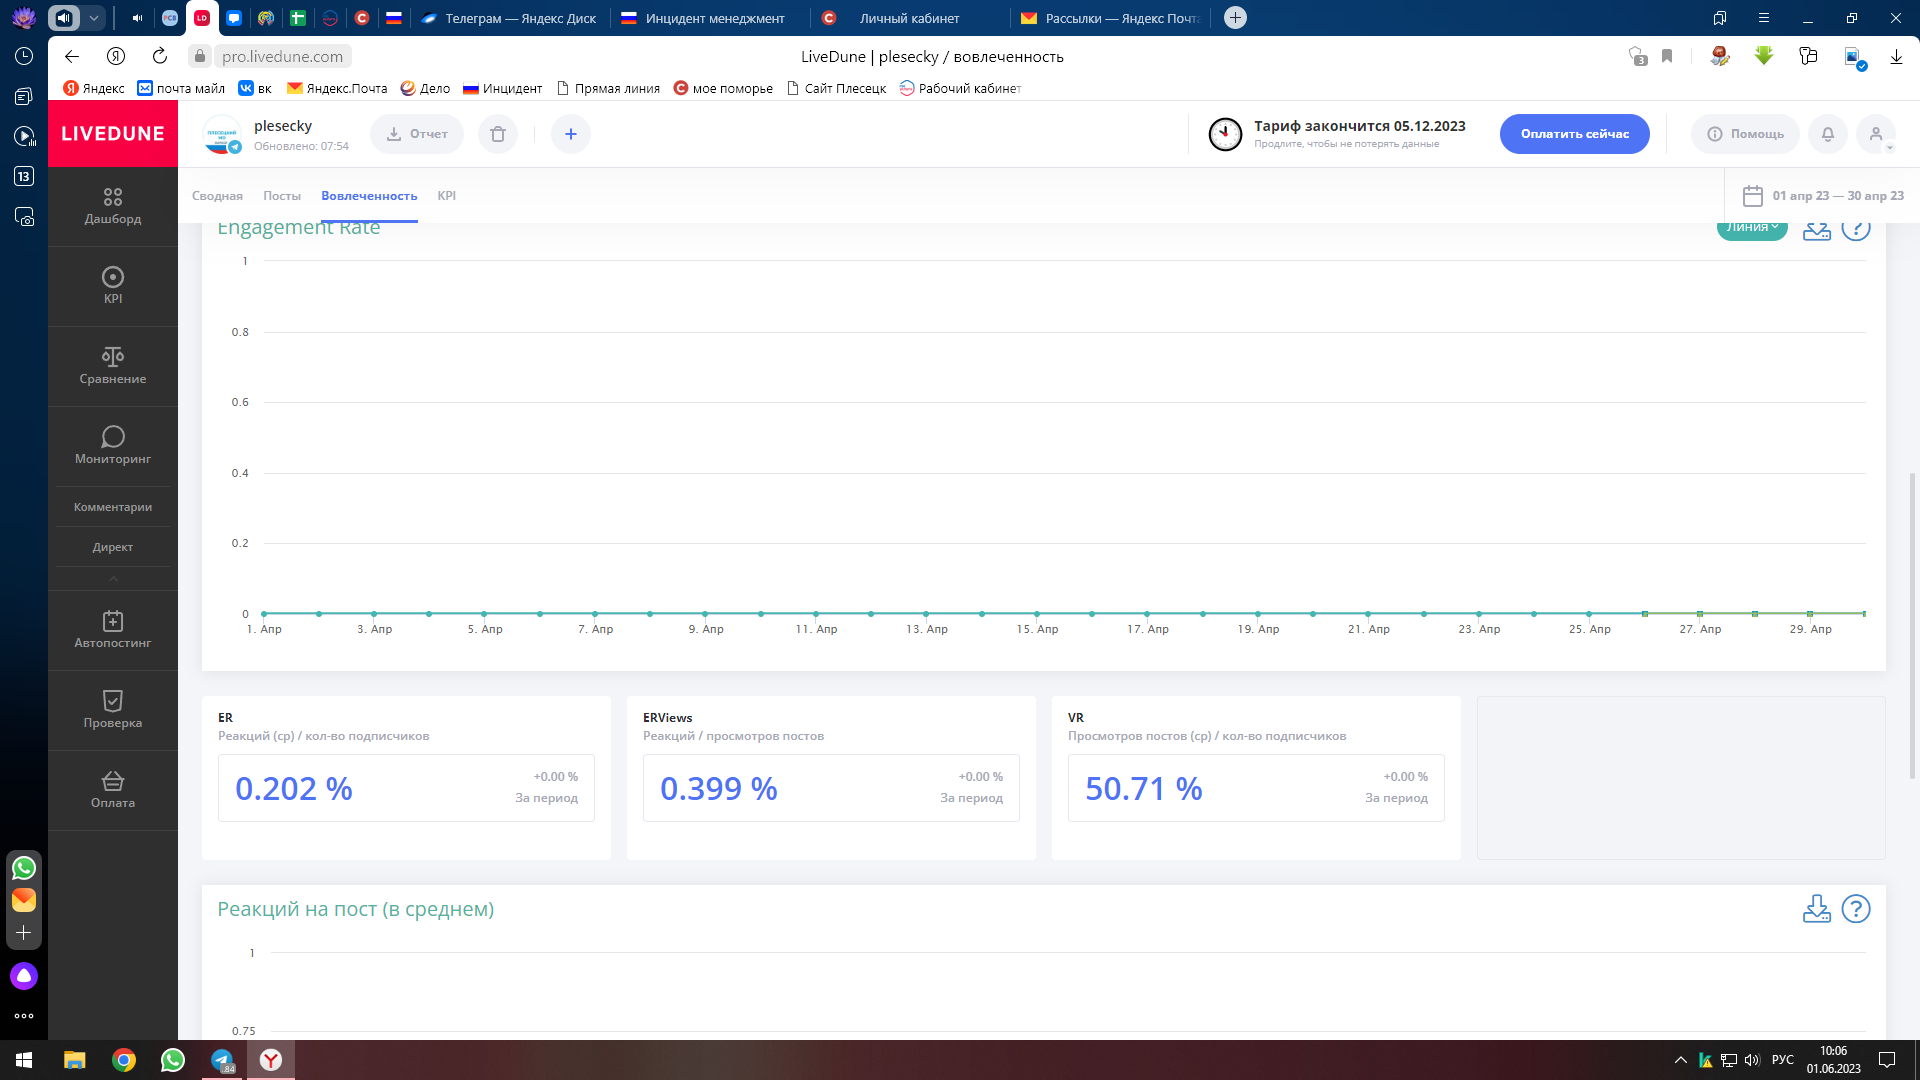 РСВ
LD
Телеграм — Яндекс Диск
Инцидент менеджмент
Личный кабинет
Рассылки — Яндекс Почта
pro.livedune.com
LiveDune | plesecky / вовлеченность
3
Яндекс
почта майл
вк
Яндекс.Почта
Дело
Инцидент
Прямая линия
мое поморье
Сайт Плесецк
Рабочий кабинет
13
LIVEDUNE
plesecky
Обновлено: 07:54
Отчет
Тариф закончится 05.12.2023
Продлите, чтобы не потерять данные
Оплатить сейчас
Помощь
Сводная
Посты
Вовлеченность
KPI
01 апр 23 — 30 апр 23
Дашборд
KPI
Сравнение
Мониторинг
Комментарии
Директ
Автопостинг
Проверка
Оплата
Engagement Rate
Линия
1
0.8
0.6
0.4
0.2
0
1. Апр
3. Апр
5. Апр
7. Апр
9. Апр
11. Апр
13. Апр
15. Апр
17. Апр
19. Апр
21. Апр
23. Апр
25. Апр
27. Апр
29. Апр
ER
Реакций (ср) / кол-во подписчиков
0.202 %
+0.00 %
За период
ERViews
Реакций / просмотров постов
0.399 %
+0.00 %
За период
VR
Просмотров постов (ср) / кол-во подписчиков
50.71 %
+0.00 %
За период
Реакций на пост (в среднем)
1
0.75
84
РУС
10:06
01.06.2023